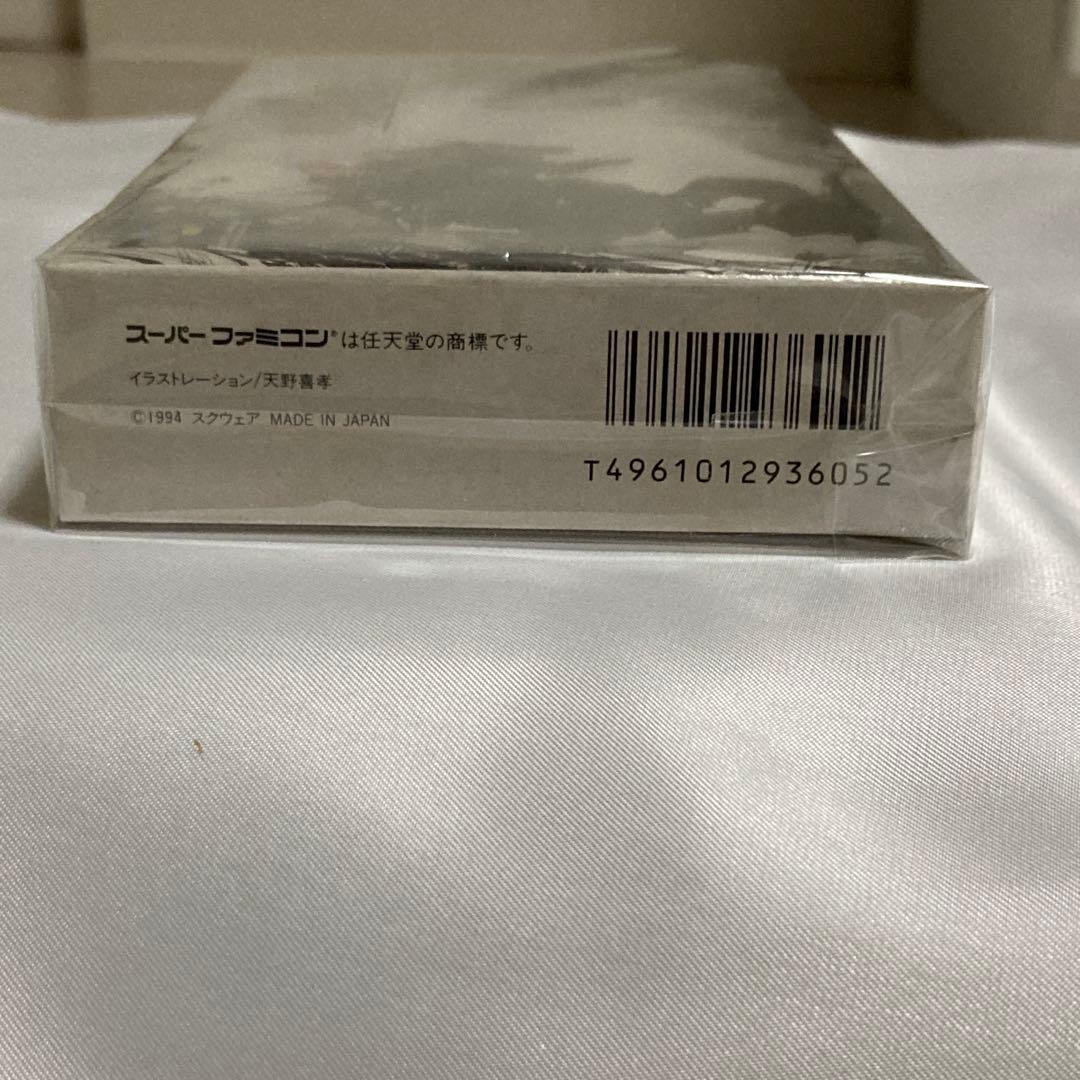 スーパーファミコン®は任天堂の商標です。
イラストレーション/天野喜孝
©1994 スクウェア MADE IN JAPAN
T4961012936052